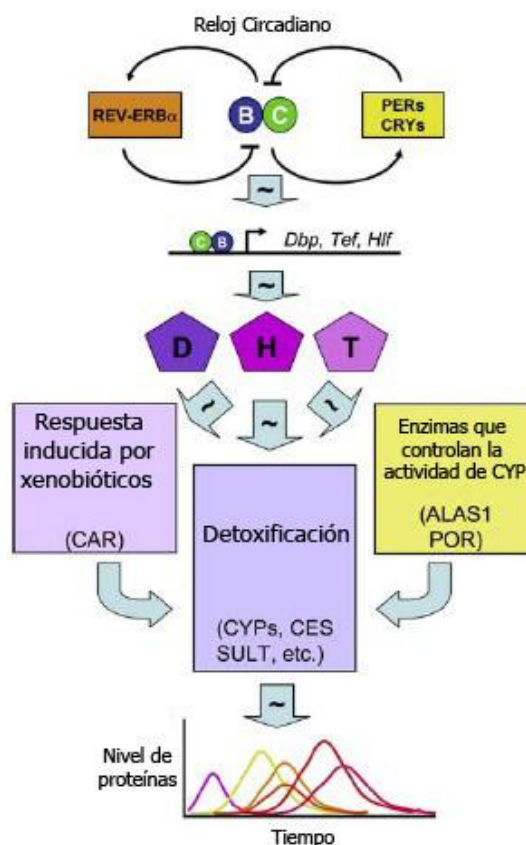 Reloj Circadiano
REV-ERBα
B C
PERs
CRYs
~
C B
Dbp, Tef, Hlf
~
D H T
~ ~ ~
Respuesta
inducida por
xenobióticos
(CAR)
Detoxificación
(CYPs, CES
SULT, etc.)
Enzimas que
controlan la
actividad de CYP
(ALAS1
POR)
~
Nivel de
proteínas
Tiempo